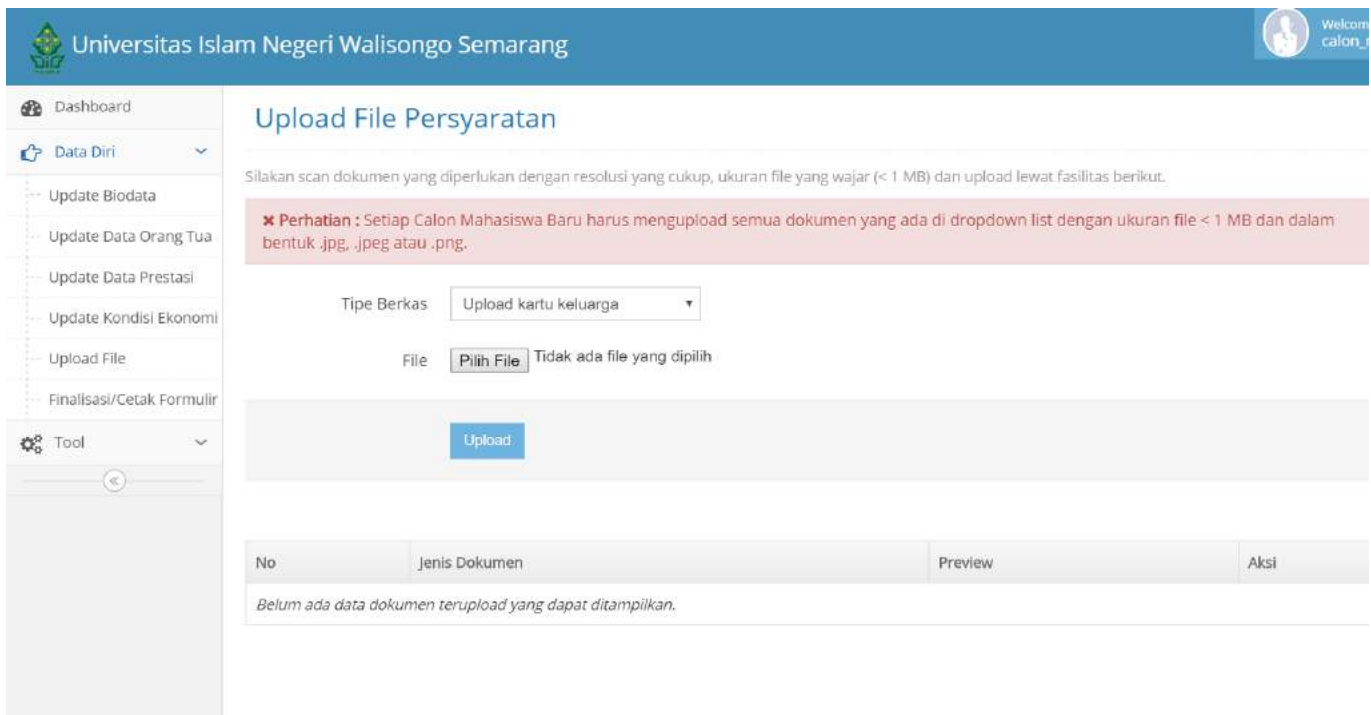 Universitas Islam Negeri Walisongo Semarang
Dashboard
Data Diri
Update Biodata
Update Data Orang Tua
Update Data Prestasi
Update Kondisi Ekonomi
Upload File
Finalisasi/Cetak Formulir
Tool
Upload File Persyaratan
Silakan scan dokumen yang diperlukan dengan resolusi yang cukup, ukuran file yang wajar (< 1 MB) dan upload lewat fasilitas berikut.
Perhatian : Setiap Calon Mahasiswa Baru harus mengupload semua dokumen yang ada di dropdown list dengan ukuran file < 1 MB dan dalam
bentuk .jpg, .jpeg atau .png.
Tipe Berkas Upload kartu keluarga
File Pilih File Tidak ada file yang dipilih
Upload
No Jenis Dokumen Preview Aksi
Belum ada data dokumen terupload yang dapat ditampilkan.